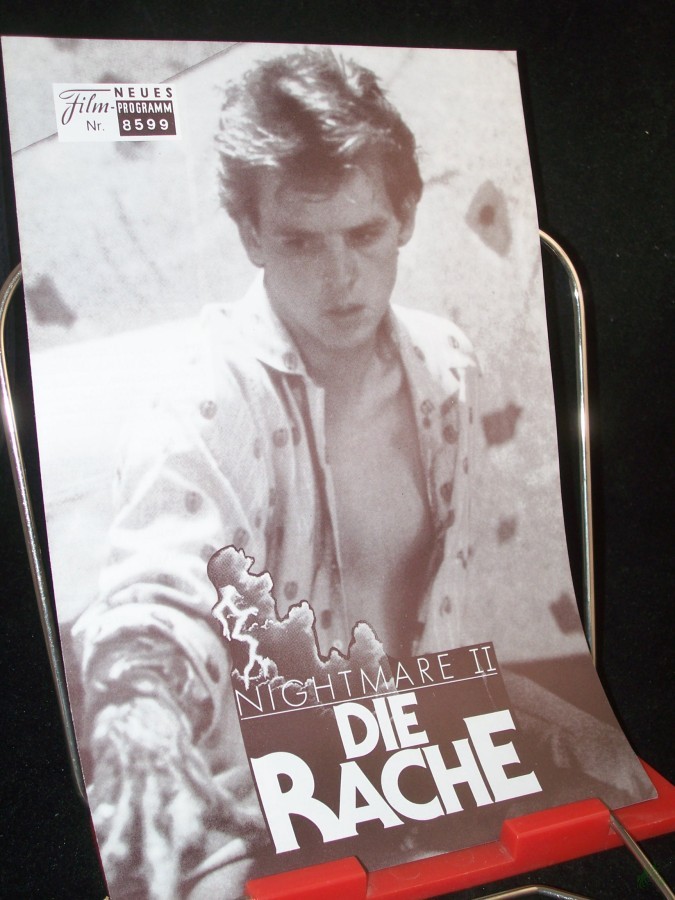 NEUES
Film-PROGRAMM
Nr. 8599
NIGHTMARE II
DIE
RACHE